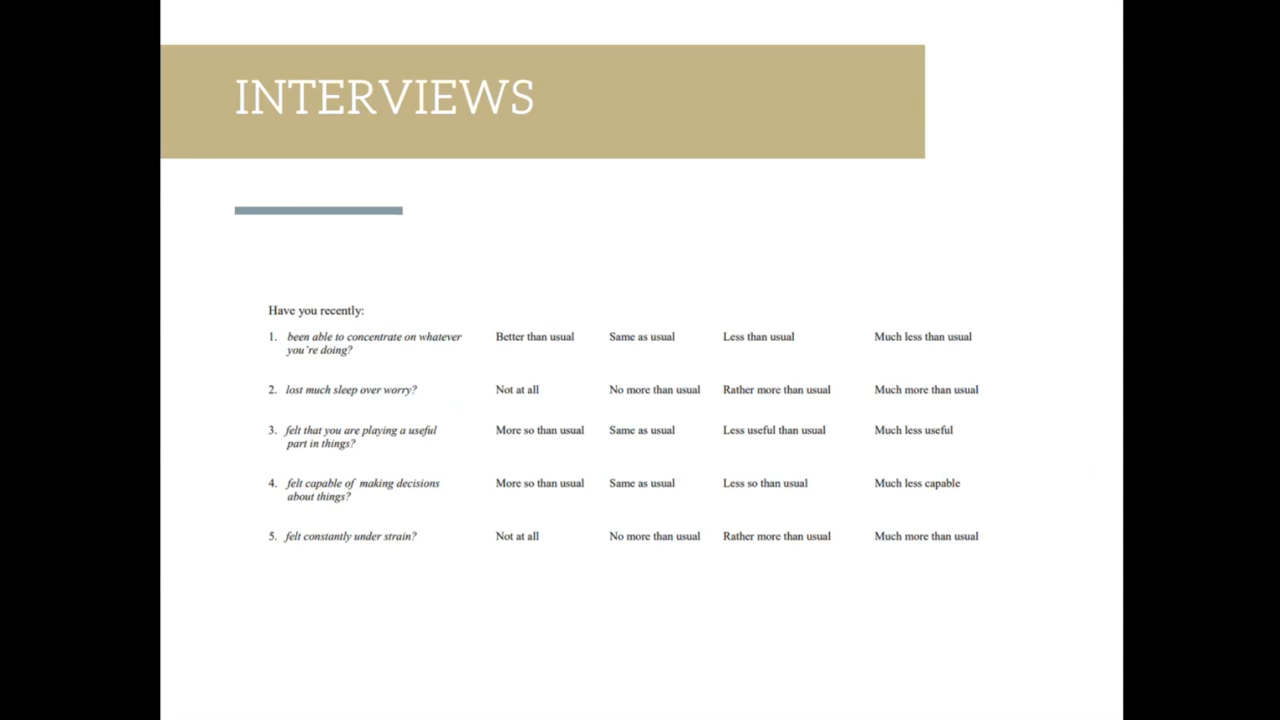 INTERVIEWS
Have you recently:
1. been able to concentrate on whatever Better than usual Same as usual Less than usual Much less than usual
you're doing?
2. lost much sleep over worry? Not at all No more than usual Rather more than usual Much more than usual
3. felt that you are playing a useful More so than usual Same as usual Less useful than usual Much less useful
part in things?
4. felt capable of making decisions More so than usual Same as usual Less so than usual Much less capable
about things?
5. felt constantly under strain? Not at all No more than usual Rather more than usual Much more than usual